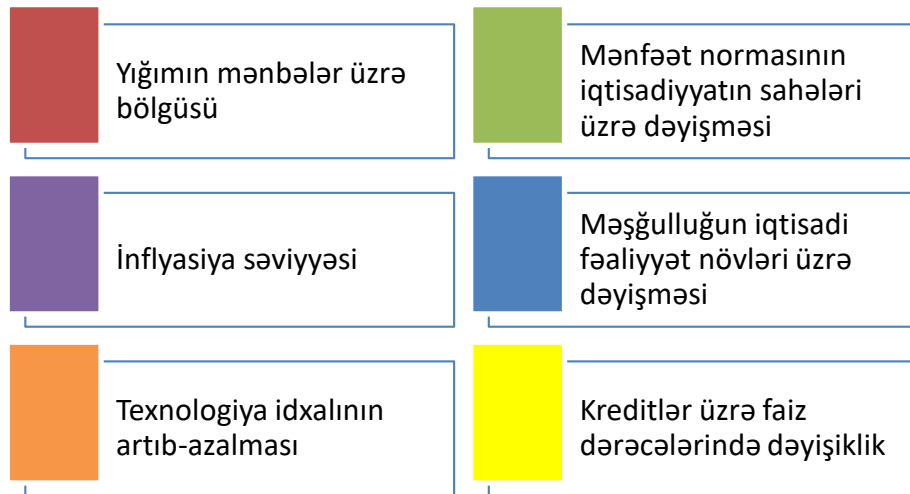 Yığımın mənbələr üzrə
bölgüsü
Mənfəət normasının
iqtisadiyyatın sahələri
üzrə dəyişməsi
İnflyasiya səviyyəsi
Məşğulluğun iqtisadi
fəaliyyət növləri üzrə
dəyişməsi
Texnologiya idxalının
artıb-azalması
Kreditlər üzrə faiz
dərəcələrində dəyişiklik